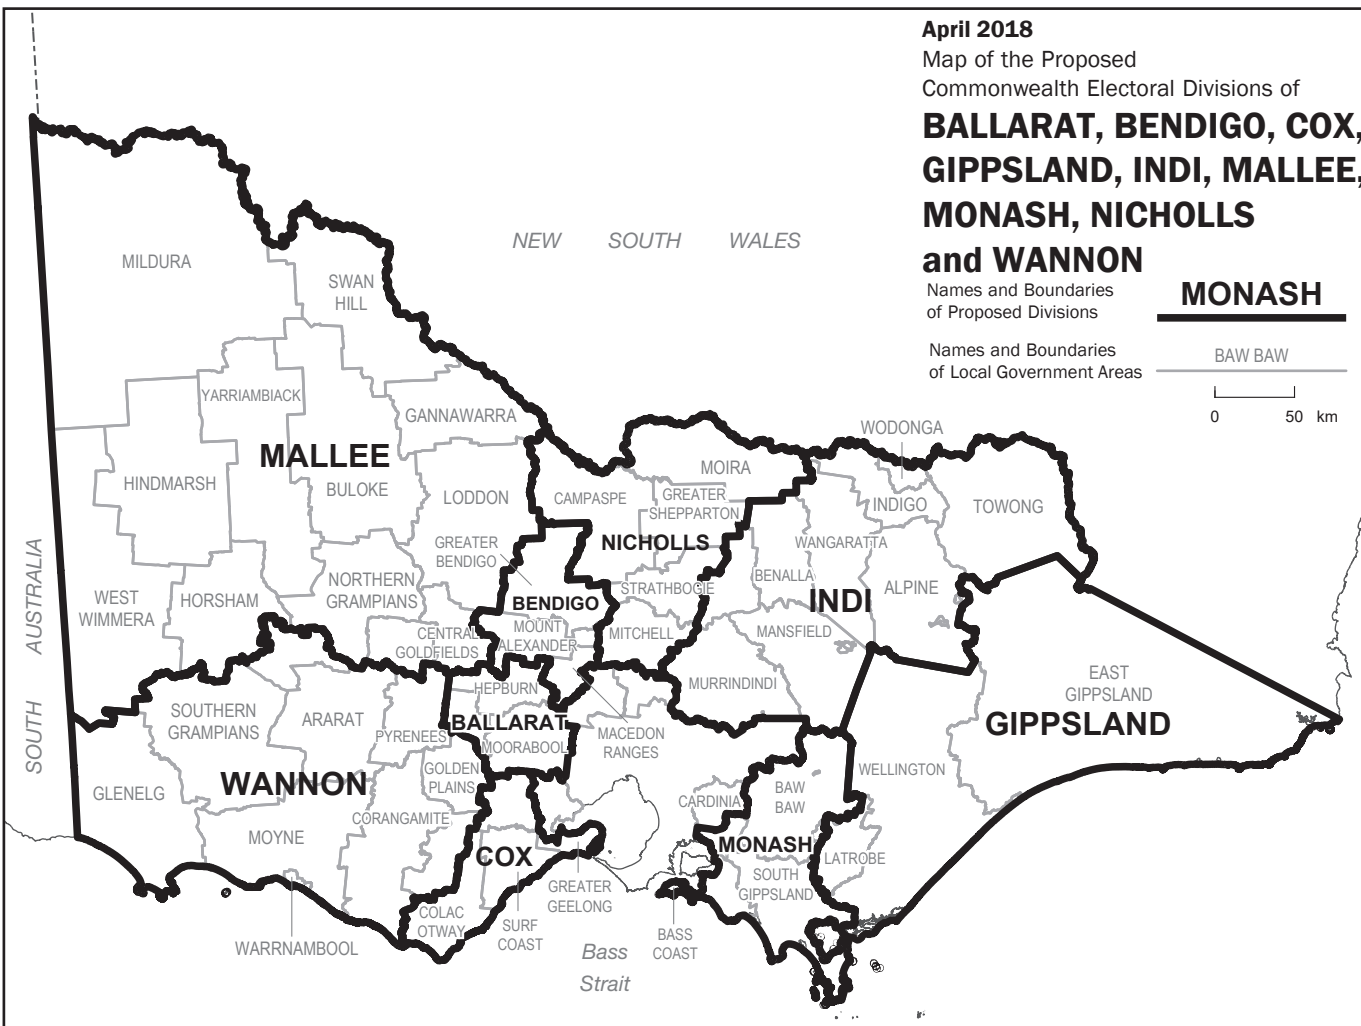 April 2018
Map of the Proposed
Commonwealth Electoral Divisions of
BALLARAT, BENDIGO, COX,
GIPPSLAND, INDI, MALLEE,
MONASH, NICHOLLS
and WANNON
Names and Boundaries
of Proposed Divisions
MONASH
Names and Boundaries
of Local Government Areas
BAW BAW
0 50 km
NEW SOUTH WALES
MILDURA
SWAN
HILL
YARRIAMBIACK
GANNAWARRA
MALLEE
HINDMARSH
BULOKE
LODDON
WODONGA
MOIRA
CAMPASPE
GREATER
SHEPPARTON
INDIGO
TOWONG
NICHOLLS
WANGARATTA
GREATER
BENDIGO
STRATHBOGIE
BENALLA
ALPINE
INDI
NORTHERN
GRAMPIANS
BENDIGO
WEST
WIMMERA
HORSHAM
CENTRAL
GOLDFIELDS
MOUNT
ALEXANDER
MITCHELL
MANSFIELD
SOUTH AUSTRALIA
EAST
GIPPSLAND
GIPPSLAND
HEPBURN
MURRINDINDI
SOUTHERN
GRAMPIANS
ARARAT
PYRENEES
BALLARAT
MOORABOOL
MACEDON
RANGES
WANNON
GOLDEN
PLAINS
WELLINGTON
GLENELG
CARDINIA
BAW
BAW
CORANGAMITE
MOYNE
COX
MONASH
LATROBE
SOUTH
GIPPSLAND
GREATER
GEELONG
COLAC
OTWAY
SURF
COAST
BASS
COAST
WARRNAMBOOL
Bass
Strait